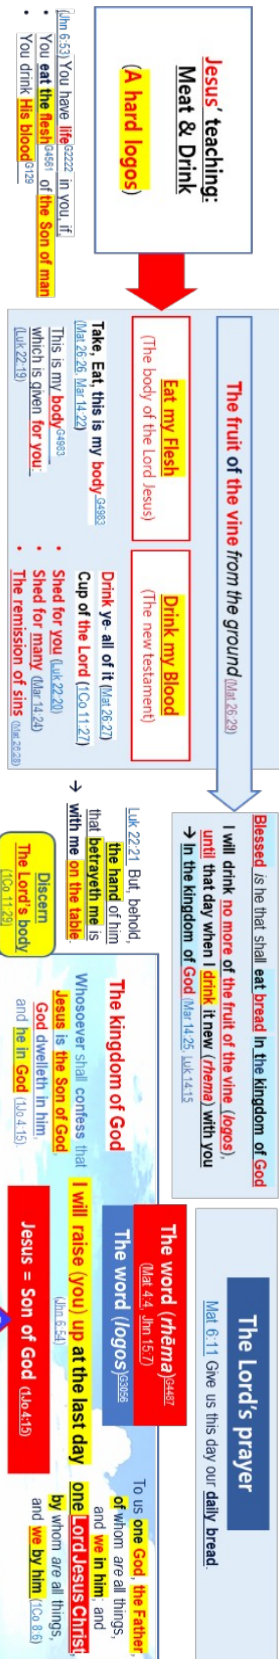 Jesus' teaching:
Meat & Drink
(A hard logos)
(Jhn 6:53) You have life G2222 in you, if,
• You eat the flesh G4561 of the Son of man
• You drink His blood G129
The fruit of the vine from the ground (Mat 26:29)
Eat my Flesh
(The body of the Lord Jesus)
Take, Eat, this is my body G4983
(Mat 26:26, Mar 14:22)
This is my body G4983
which is given for you:
(Luk 22:19)
Drink my Blood
(The new testament)
Drink ye- all of it (Mat 26:27)
Cup of the Lord (1Co 11:27)
• Shed for you (Luk 22:20)
• Shed for many (Mar 14:24)
• The remission of sins (Mat 26:28)
Blessed is he that shall eat bread In the kingdom of God
I will drink no more of the fruit of the vine (logos),
until that day when I drink it new (rhema) with you
→ In the kingdom of God (Mar 14:25, Luk 14:15
Luk 22:21 But, behold,
the hand of him
that betrayeth me is
→ with me on the table.
Discern
The Lord's body
(1Co 11:29)
The Lord's prayer
Mat 6:11 Give us this day our daily bread.
The kingdom of God
Whosoever shall confess that
Jesus is the Son of God,
God dwelleth in him,
and he in God (1Jo 4:15).
The word (rhēma) G4487
(Mat 4:4, Jhn 15:7)
The word (logos) G3056
I will raise (you) up at the last day
(Jhn 6:54)
Jesus = Son of God (1Jo 4:15)
To us one God, the Father,
of whom are all things,
and we in him; and
one Lord Jesus Christ,
by whom are all things,
and we by him (1Co 8:6)